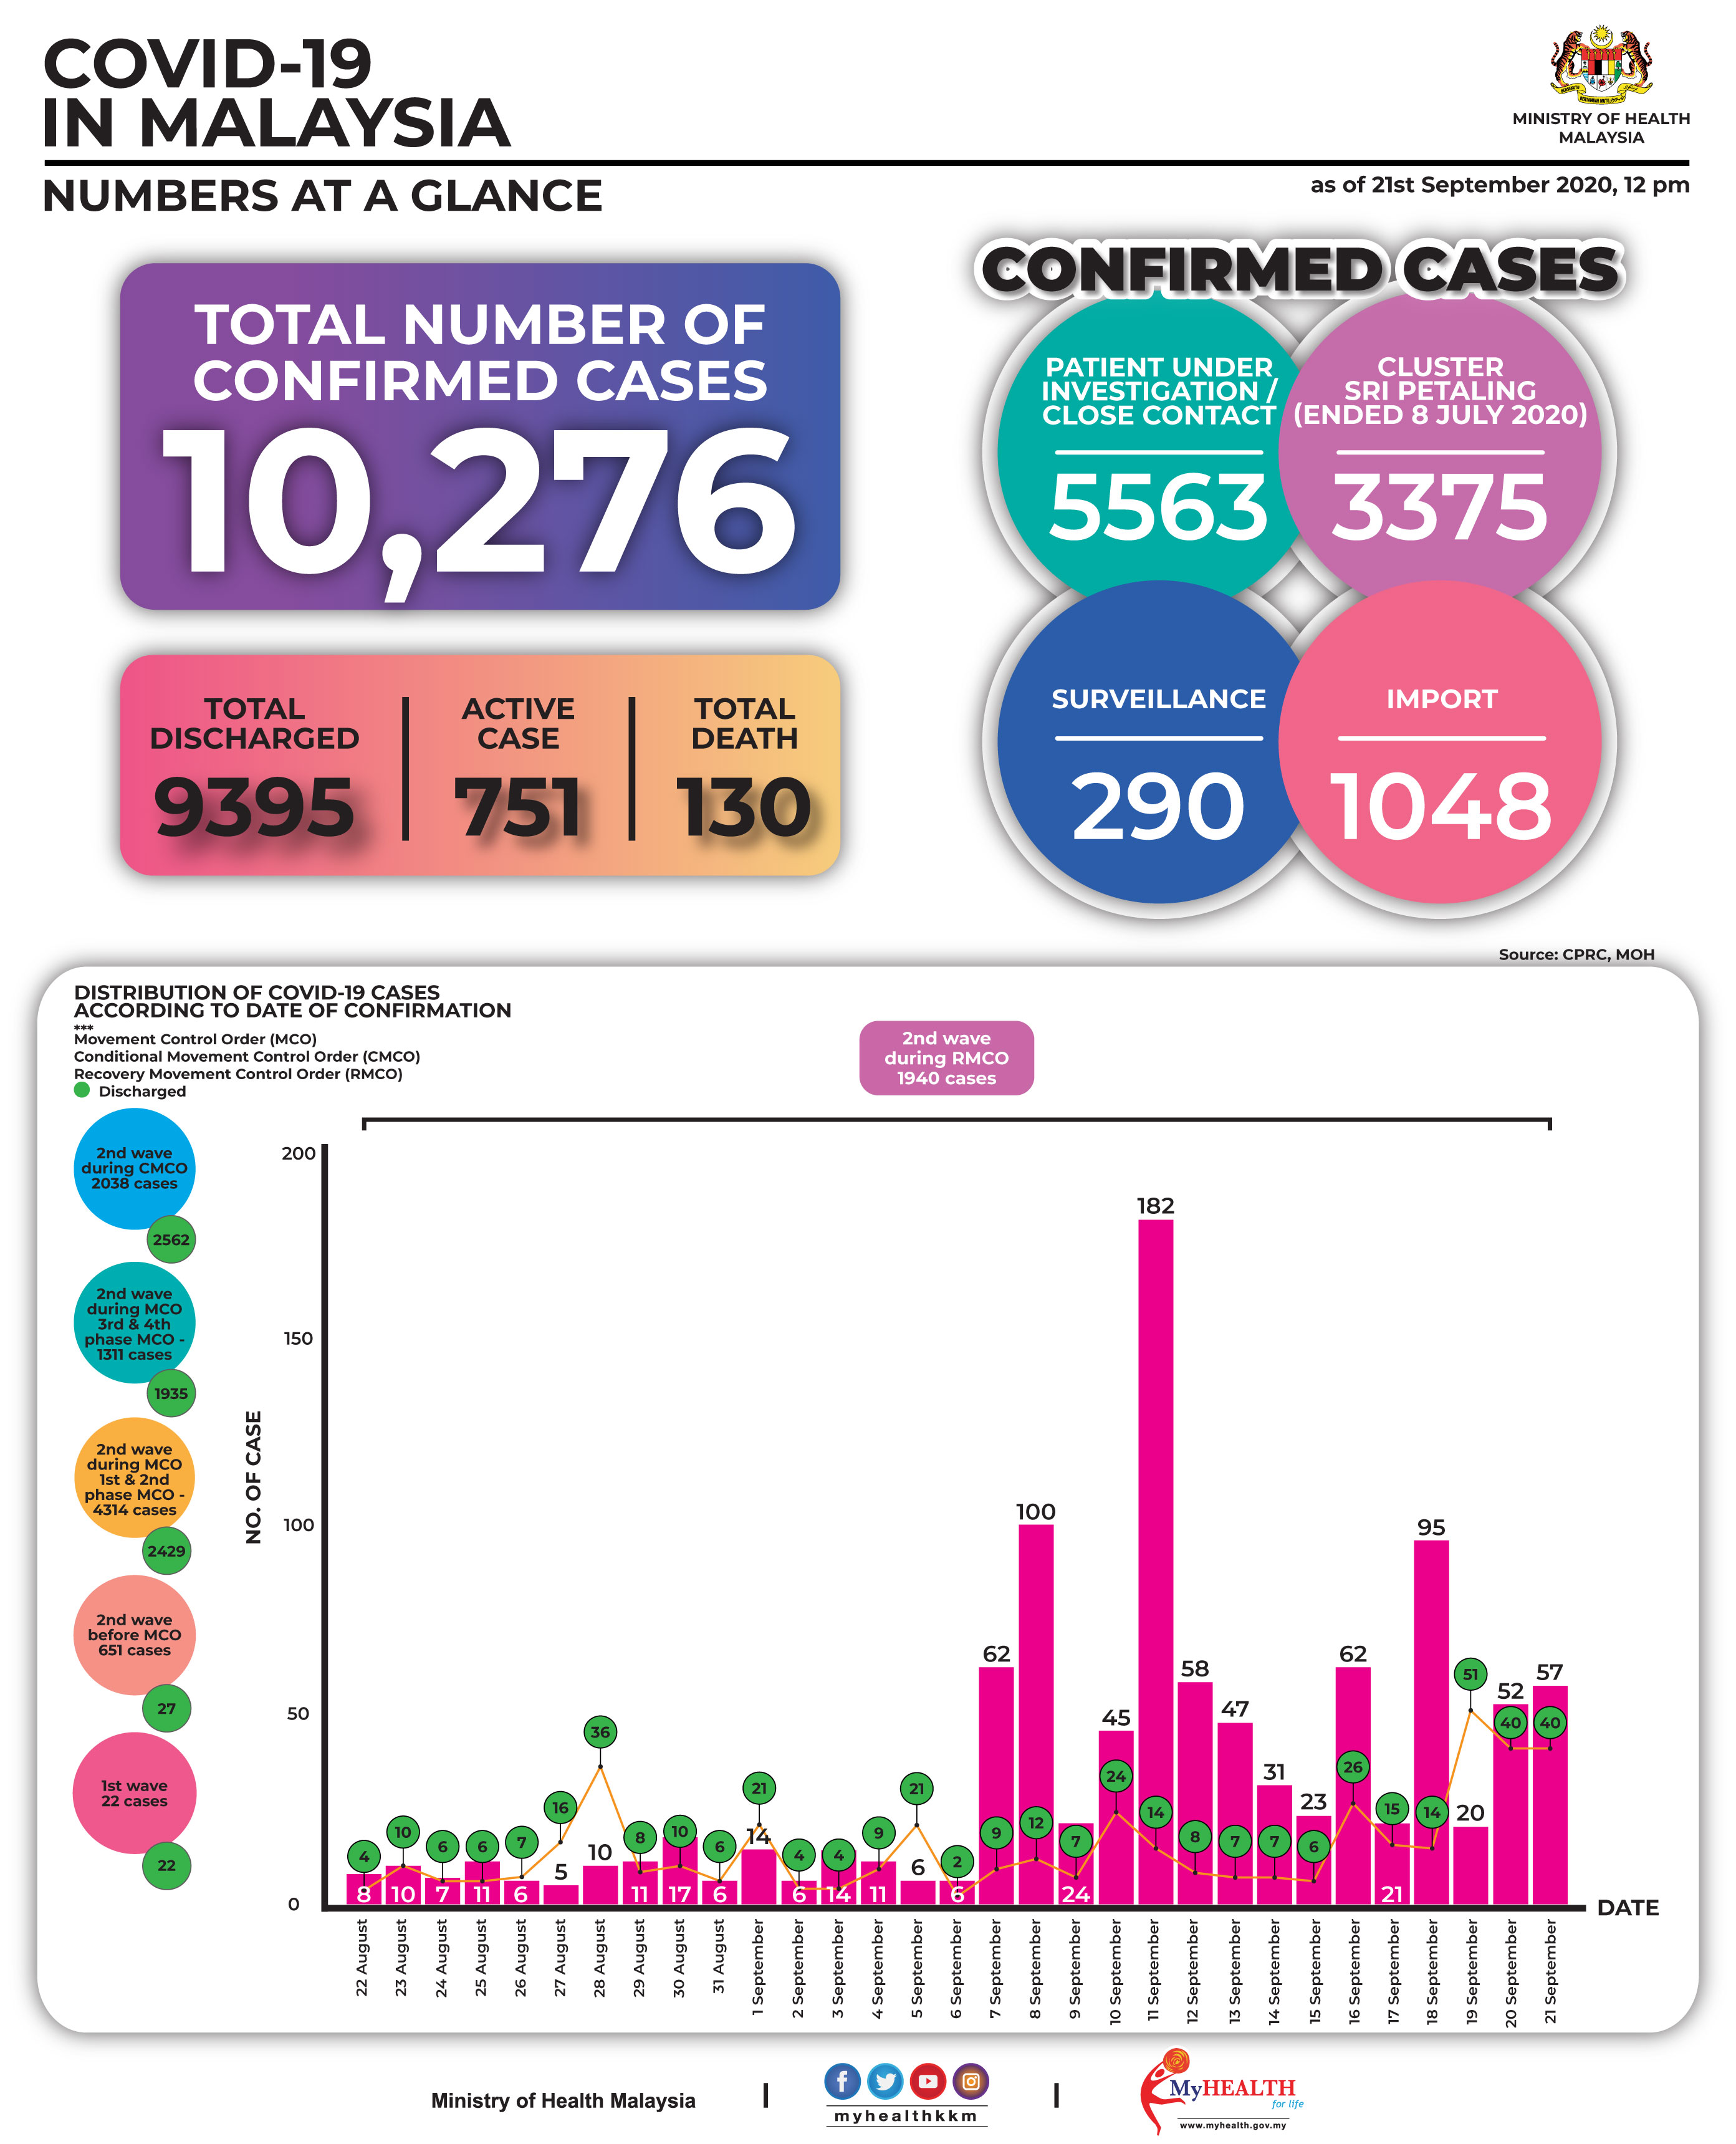 COVID-19
IN MALAYSIA
MINISTRY OF HEALTH
MALAYSIA
NUMBERS AT A GLANCE
as of 21st September 2020, 12 pm
TOTAL NUMBER OF
CONFIRMED CASES
10,276
TOTAL
DISCHARGED
9395
ACTIVE
CASE
751
TOTAL
DEATH
130
CONFIRMED CASES
PATIENT UNDER
INVESTIGATION /
CLOSE CONTACT
5563
CLUSTER
SRI PETALING
(ENDED 8 JULY 2020)
3375
SURVEILLANCE
290
IMPORT
1048
Source: CPRC, MOH
DISTRIBUTION OF COVID-19 CASES
ACCORDING TO DATE OF CONFIRMATION
***
Movement Control Order (MCO)
Conditional Movement Control Order (CMCO)
Recovery Movement Control Order (RMCO)
Discharged
2nd wave
during RMCO
1940 cases
2nd wave
during CMCO
2038 cases
2562
2nd wave
during MCO
3rd & 4th
phase MCO -
1311 cases
1935
2nd wave
during MCO
1st & 2nd
phase MCO -
4314 cases
2429
2nd wave
before MCO
651 cases
27
1st wave
22 cases
22
NO. OF CASE
200
150
100
50
0
4
10
6
6
7
16
36
8
10
6
21
4
4
9
21
2
9
12
7
24
14
8
7
7
6
26
15
14
51
40
40
8
10
7
11
6
5
10
11
17
6
14
6
14
11
6
6
62
100
24
45
182
58
47
31
23
62
21
95
20
52
57
DATE
22 August
23 August
24 August
25 August
26 August
27 August
28 August
29 August
30 August
31 August
1 September
2 September
3 September
4 September
5 September
6 September
7 September
8 September
9 September
10 September
11 September
12 September
13 September
14 September
15 September
16 September
17 September
18 September
19 September
20 September
21 September
Ministry of Health Malaysia
myhealthkkm
MyHEALTH
for life
www.myhealth.gov.my